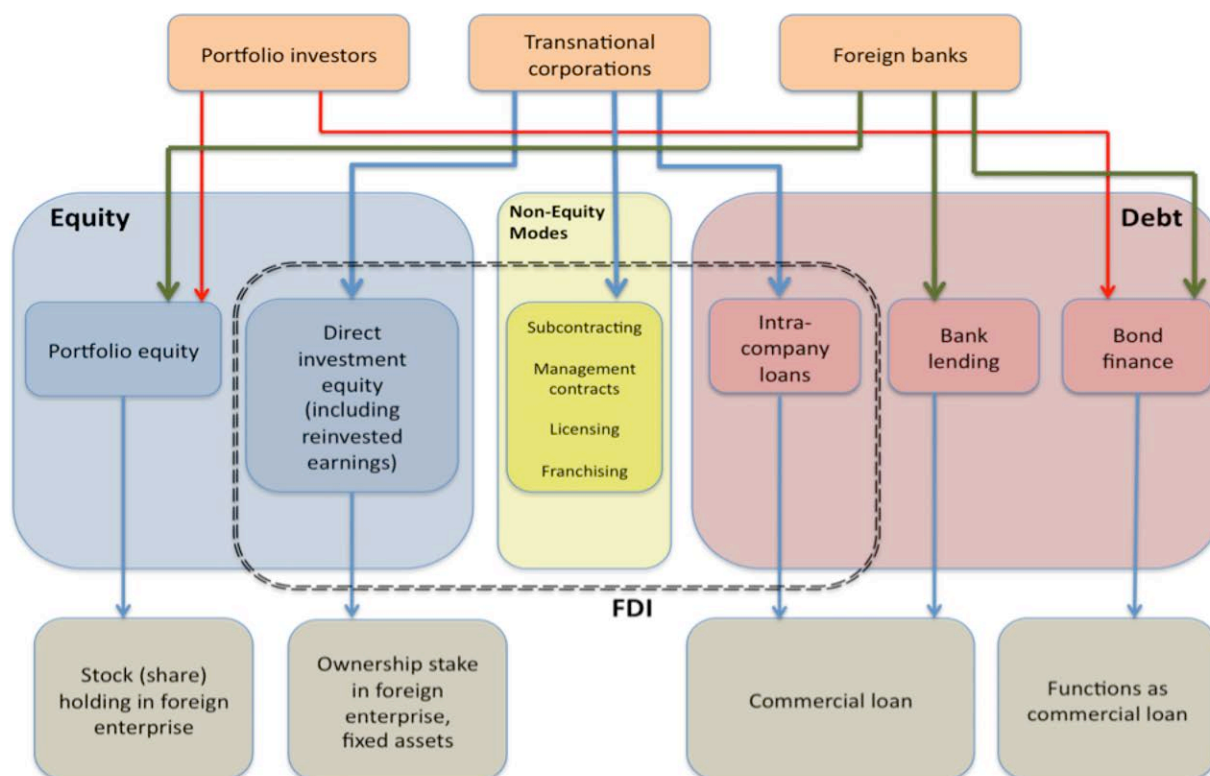 Portfolio investors
Transnational
corporations
Foreign banks
Equity
Non-Equity
Modes
Debt
Portfolio equity
Direct
investment
equity
(including
reinvested
earnings)
Subcontracting
Management
contracts
Licensing
Franchising
Intra-
company
loans
Bank
lending
Bond
finance
FDI
Stock (share)
holding in foreign
enterprise
Ownership stake
in foreign
enterprise,
fixed assets
Commercial loan
Functions as
commercial loan